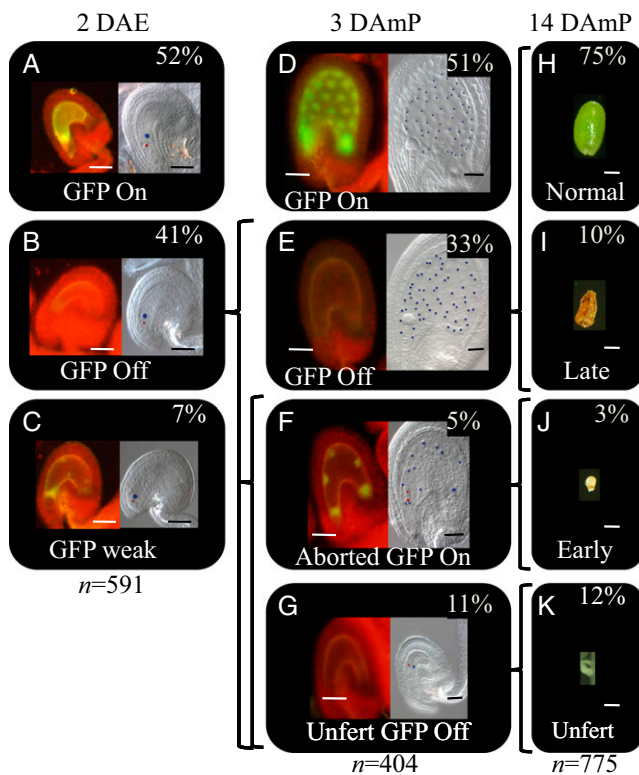 2 DAE
3 DAmP
14 DAmP
A
52%
GFP On
B
41%
GFP Off
C
7%
GFP weak
n=591
D
51%
GFP On
E
33%
GFP Off
F
5%
Aborted GFP On
G
11%
Unfert GFP Off
n=404
H
75%
Normal
I
10%
Late
J
3%
Early
K
12%
Unfert
n=775